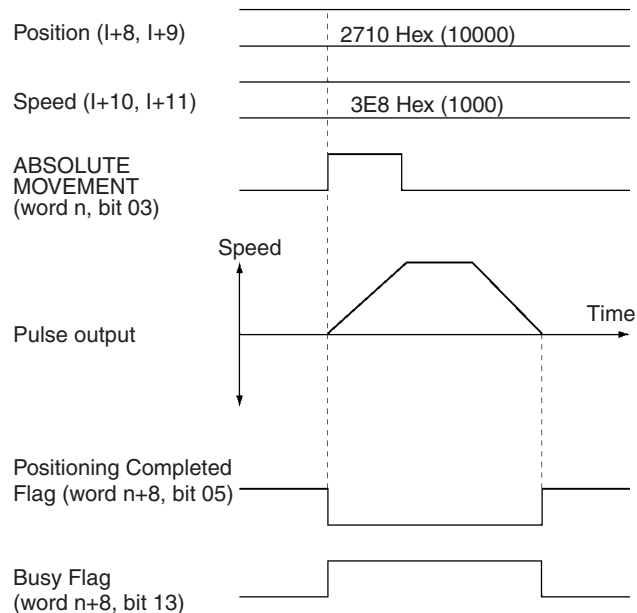 Position (I+8, I+9)
2710 Hex (10000)
Speed (I+10, I+11)
3E8 Hex (1000)
ABSOLUTE
MOVEMENT
(word n, bit 03)
Speed
Time
Pulse output
Positioning Completed
Flag (word n+8, bit 05)
Busy Flag
(word n+8, bit 13)